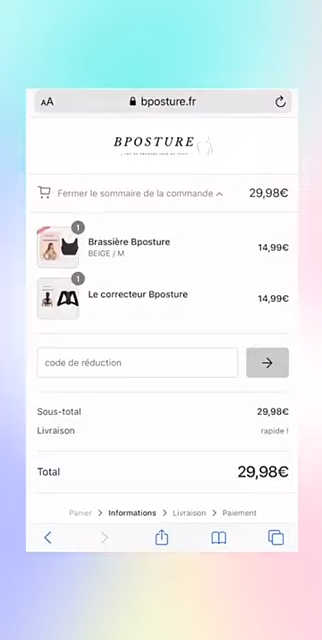 AA bposture.fr
BPOSTURE
Fermer le sommaire de la commande 29,98€
1
Brassière Bposture
BEIGE / M
14,99€
1
Le correcteur Bposture
14,99€
code de réduction
Sous-total 29,98€
Livraison rapide !
Total 29,98€
Panier > Informations > Livraison > Paiement